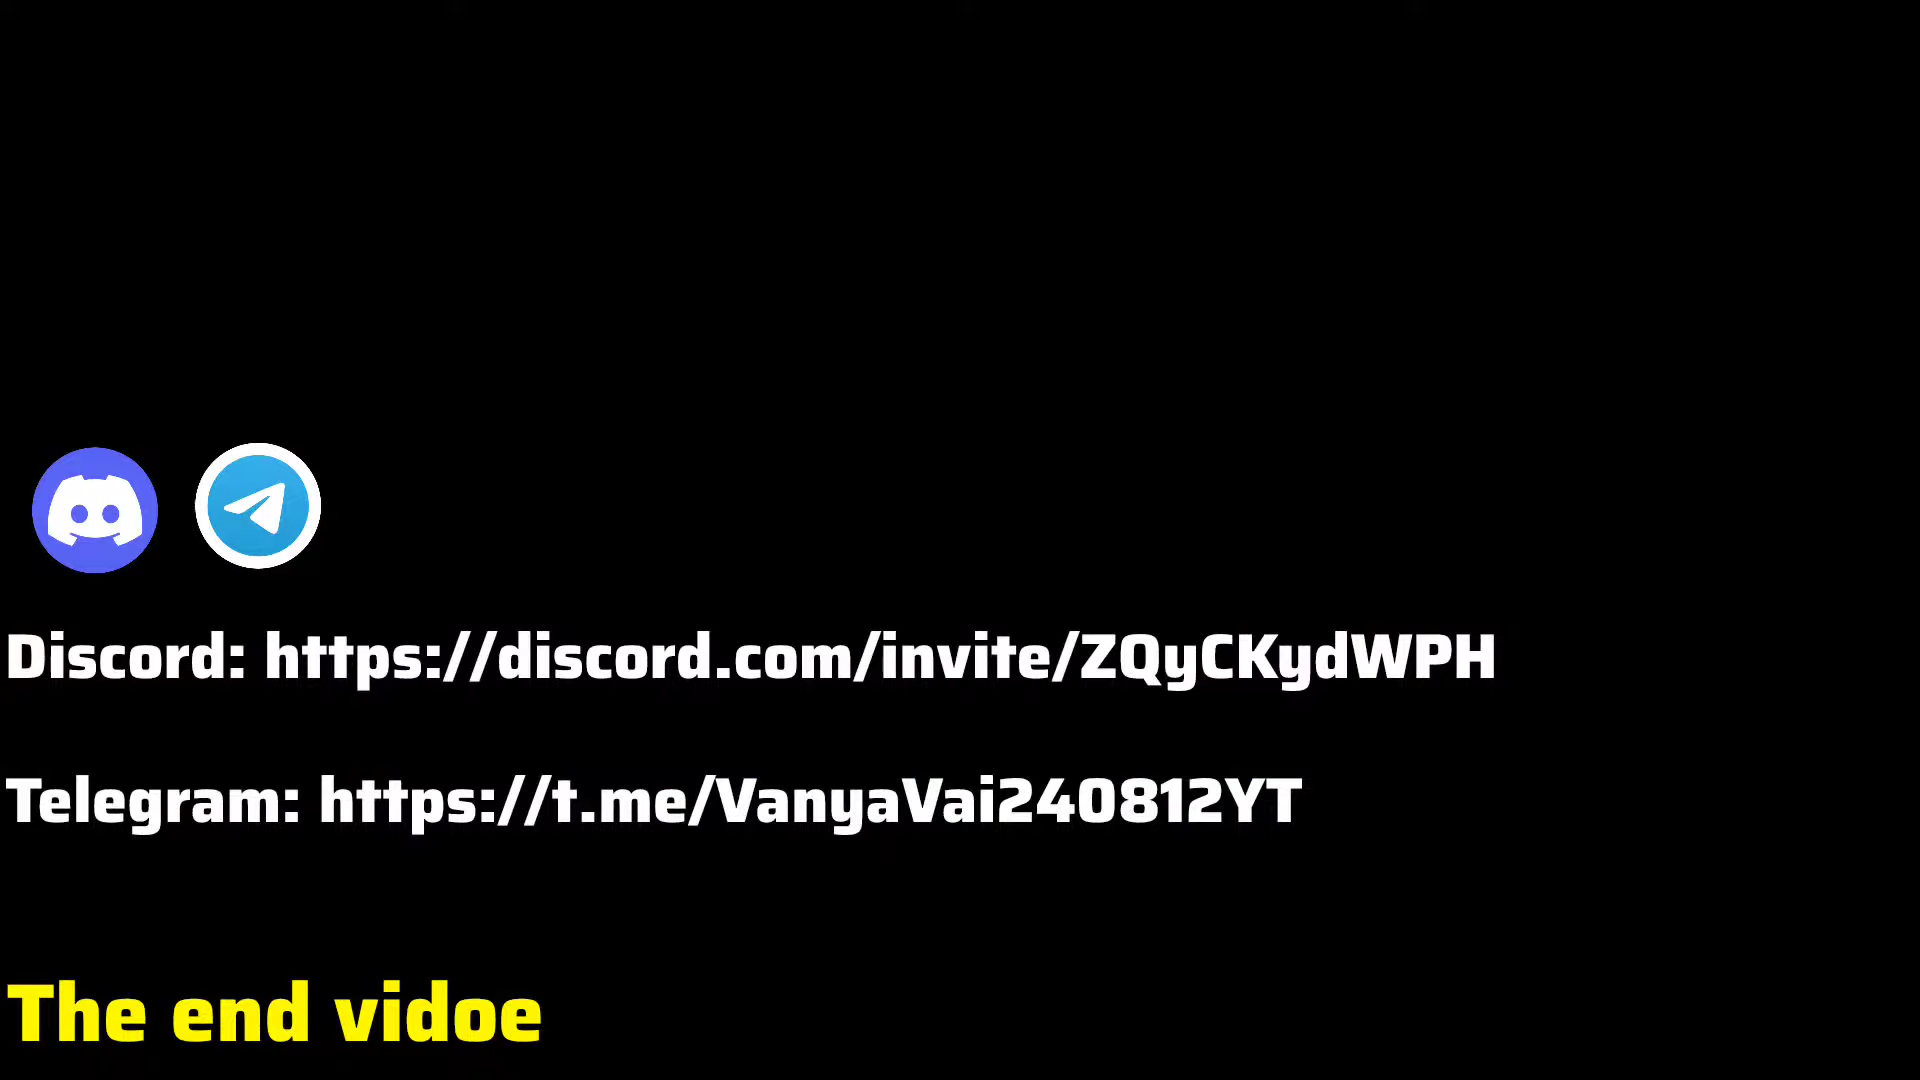 Discord: https://discord.com/invite/ZQyCKydWPH
Telegram: https://t.me/VanyaVai240812YT
The end vidoe